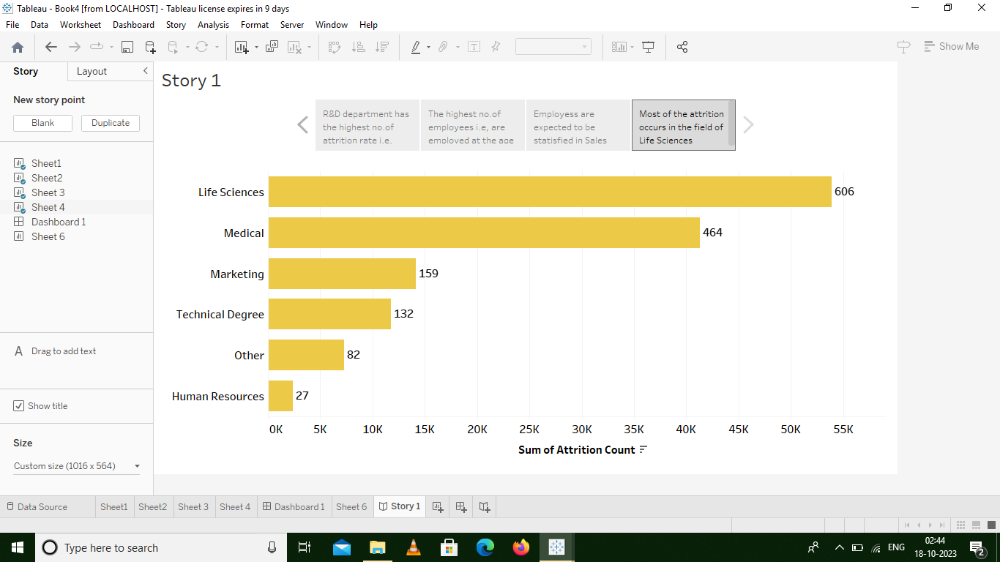 Tableau - Book4 [from LOCALHOST] - Tableau license expires in 9 days
File Data Worksheet Dashboard Story Analysis Format Server Window Help
Show Me
Story Layout
New story point
Blank Duplicate
Sheet1
Sheet2
Sheet 3
Sheet 4
Dashboard 1
Sheet 6
A Drag to add text
Show title
Size
Custom size (1016 x 564)
Story 1
R&D department has
the highest no.of
attrition rate i.e.
The highest no.of
employees i.e, are
employed at the age
Employess are
expected to be
statisfied in Sales
Most of the attrition
occurs in the field of
Life Sciences
Life Sciences 606
Medical 464
Marketing 159
Technical Degree 132
Other 82
Human Resources 27
0K 5K 10K 15K 20K 25K 30K 35K 40K 45K 50K 55K
Sum of Attrition Count
Data Source Sheet1 Sheet2 Sheet 3 Sheet 4 Dashboard 1 Sheet 6 Story 1
Type here to search
ENG
02:44
18-10-2023
2